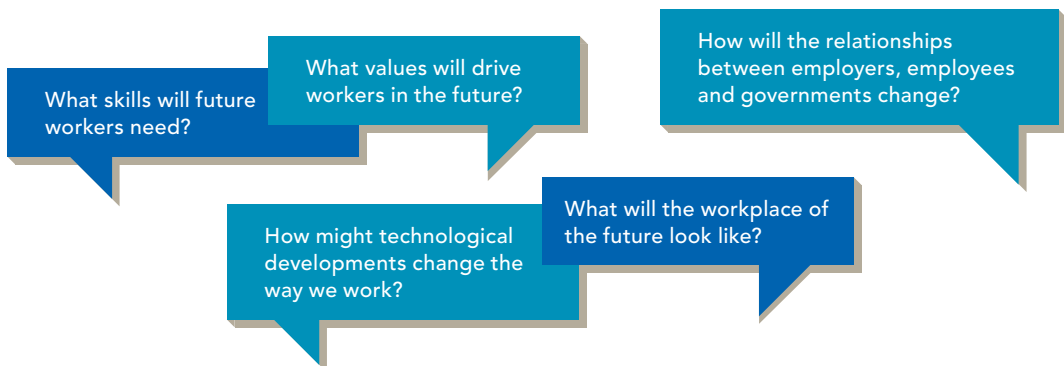 What skills will future
workers need?
What values will drive
workers in the future?
How will the relationships
between employers, employees
and governments change?
How might technological
developments change the
way we work?
What will the workplace of
the future look like?